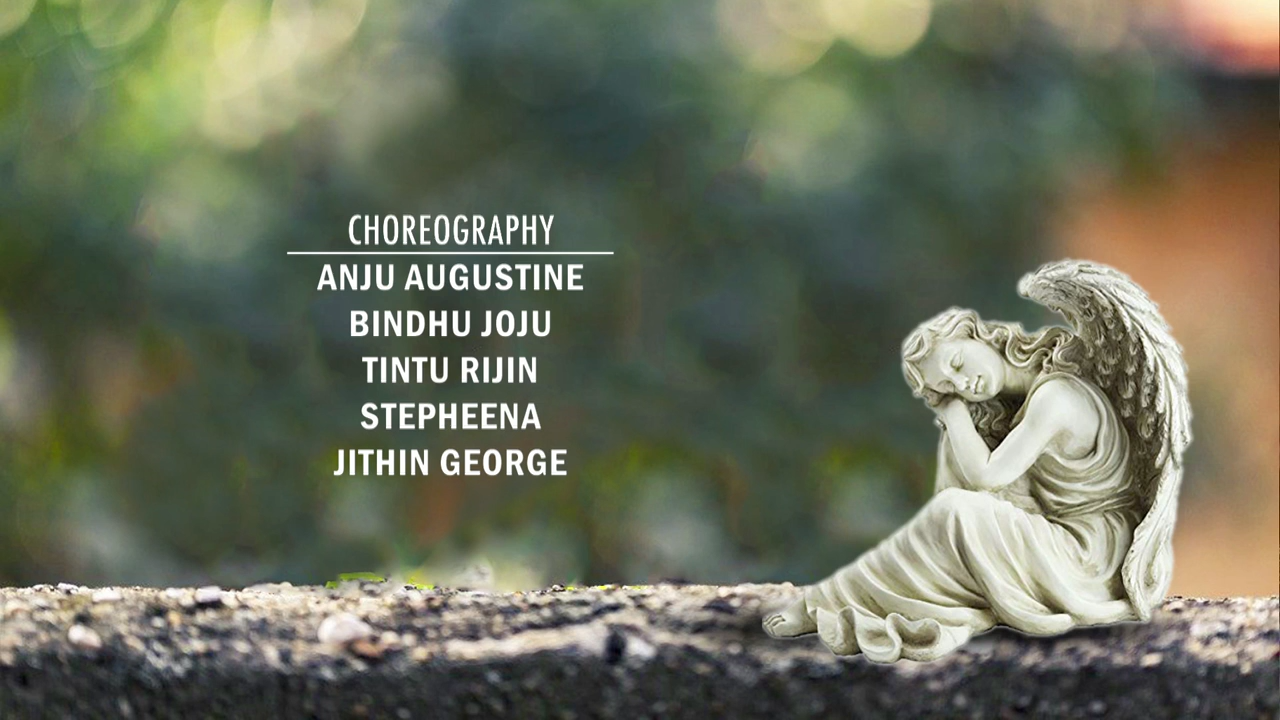 CHOREOGRAPHY
ANJU AUGUSTINE
BINDHU JOJU
TINTU RIJIN
STEPHEENA
JITHIN GEORGE